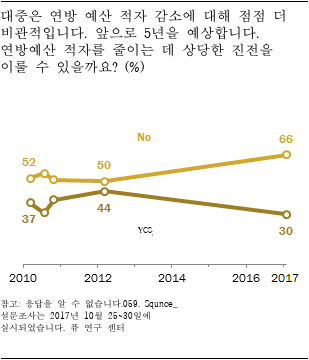 대중은 연방 예산 적자 감소에 대해 점점 더
비관적입니다. 앞으로 5년을 예상합니다.
연방예산 적자를 줄이는 데 상당한 진전을
이룰 수 있을까요? (%)
No
66
52
50
37
44
30
YCS,
2010
2012
2014
2016
2017
참고: 응답을 알 수 없습니다.059. Squnce_
설문조사는 2017년 10월 25~30일에
실시되었습니다. 퓨 연구 센터